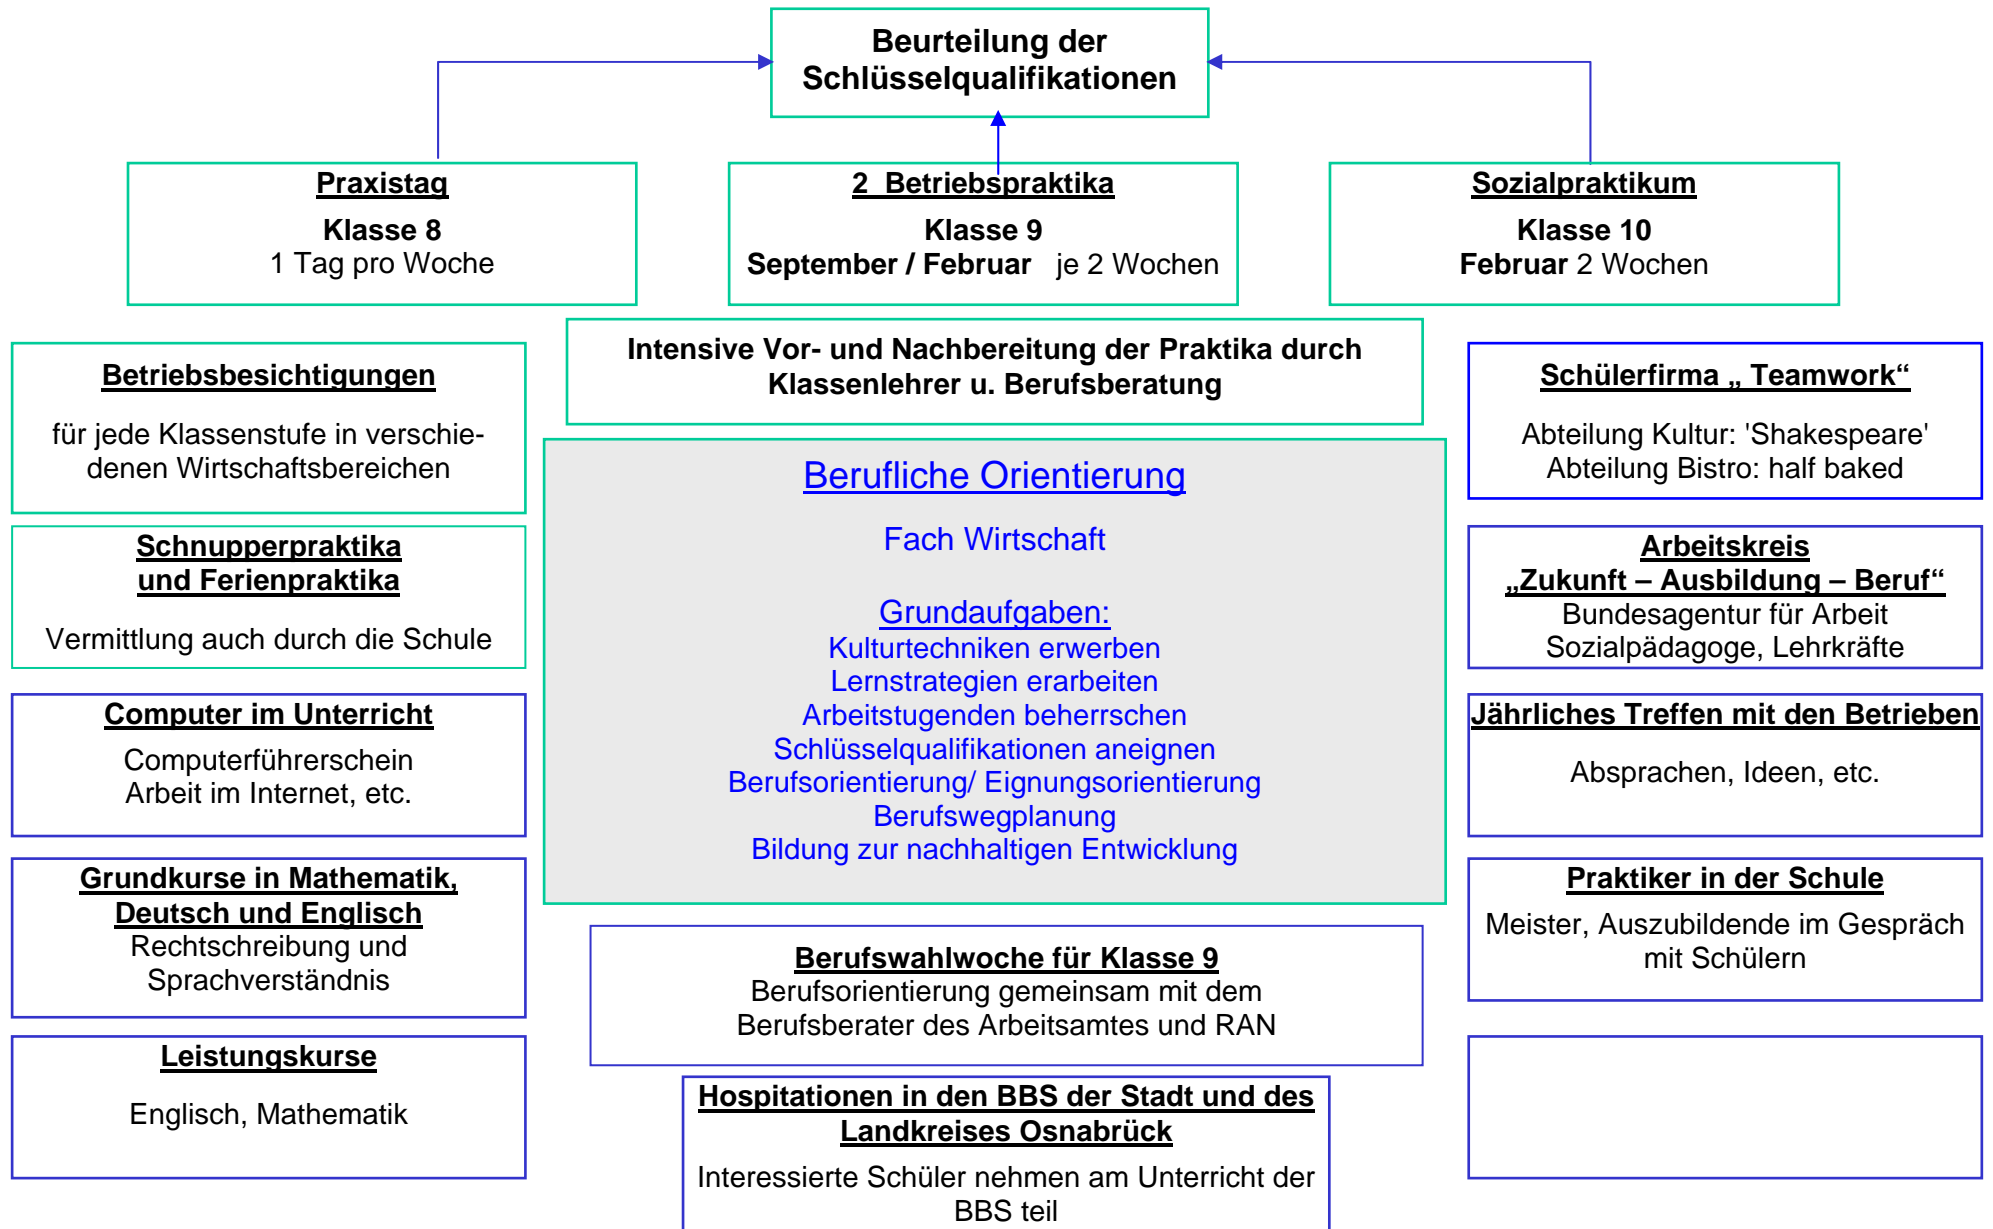 Beurteilung der
Schlüsselqualifikationen
Praxistag
Klasse 8
1 Tag pro Woche
2 Betriebspraktika
Klasse 9
September / Februar je 2 Wochen
Sozialpraktikum
Klasse 10
Februar 2 Wochen
Intensive Vor- und Nachbereitung der Praktika durch
Klassenlehrer u. Berufsberatung
Betriebsbesichtigungen
für jede Klassenstufe in verschie-
denen Wirtschaftsbereichen
Schnupperpraktika
und Ferienpraktika
Vermittlung auch durch die Schule
Computer im Unterricht
Computerführerschein
Arbeit im Internet, etc.
Grundkurse in Mathematik,
Deutsch und Englisch
Rechtschreibung und
Sprachverständnis
Leistungskurse
Englisch, Mathematik
Berufliche Orientierung
Fach Wirtschaft
Grundaufgaben:
Kulturtechniken erwerben
Lernstrategien erarbeiten
Arbeitstugenden beherrschen
Schlüsselqualifikationen aneignen
Berufsorientierung/ Eignungsorientierung
Berufswegplanung
Bildung zur nachhaltigen Entwicklung
Berufswahlwoche für Klasse 9
Berufsorientierung gemeinsam mit dem
Berufsberater des Arbeitsamtes und RAN
Hospitationen in den BBS der Stadt und des
Landkreises Osnabrück
Interessierte Schüler nehmen am Unterricht der
BBS teil
Schülerfirma „ Teamwork“
Abteilung Kultur: 'Shakespeare'
Abteilung Bistro: half baked
Arbeitskreis
„Zukunft – Ausbildung – Beruf“
Bundesagentur für Arbeit
Sozialpädagoge, Lehrkräfte
Jährliches Treffen mit den Betrieben
Absprachen, Ideen, etc.
Praktiker in der Schule
Meister, Auszubildende im Gespräch
mit Schülern